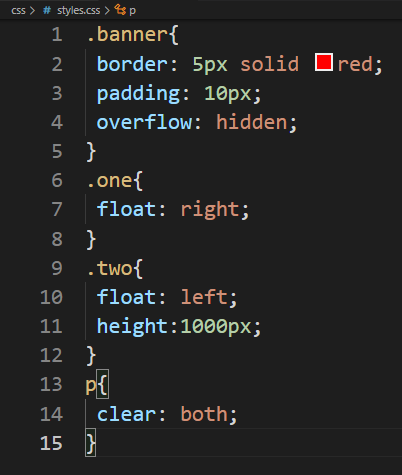 css > # styles.css > p
1 .banner{
2 border: 5px solid red;
3 padding: 10px;
4 overflow: hidden;
5 }
6 .one{
7 float: right;
8 }
9 .two{
10 float: left;
11 height:1000px;
12 }
13 p{
14 clear: both;
15 }